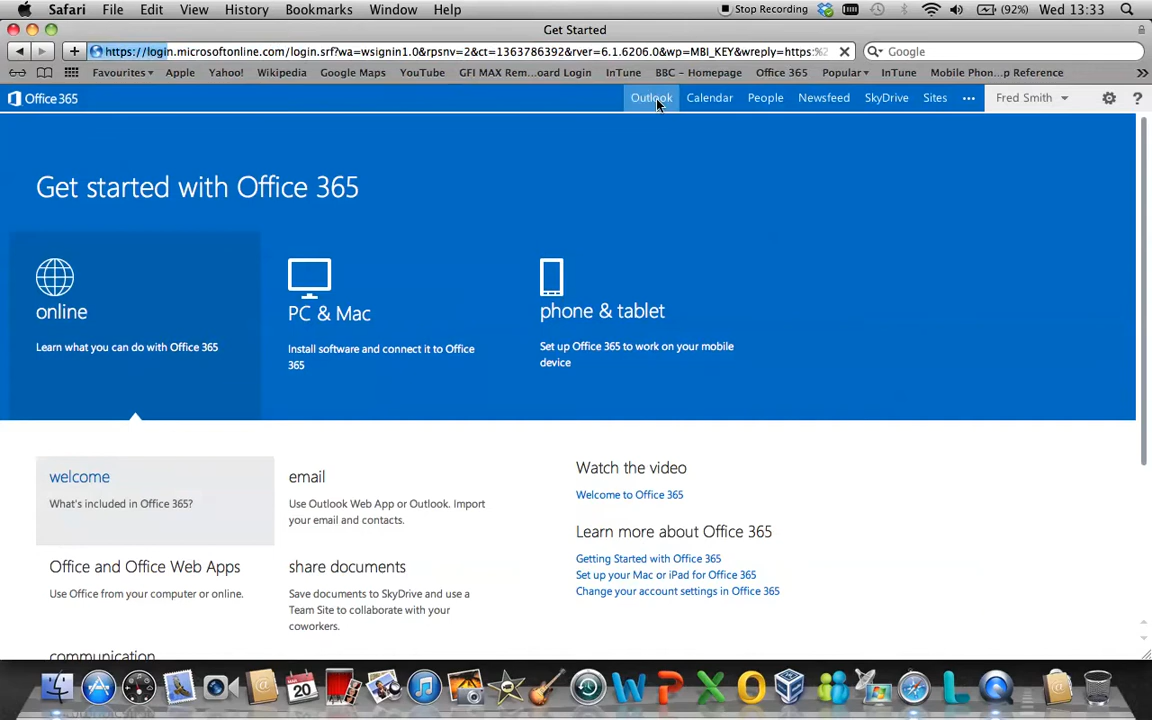 Safari File Edit View History Bookmarks Window Help Stop Recording (92%) Wed 13:33
Get Started
https://login.microsoftonline.com/login.srf?wa=wsignin1.0&rpsnv=2&ct=1363786392&rver=6.1.6206.0&wp=MBI_KEY&wreply=https:%2 Google
Favourites Apple Yahoo! Wikipedia Google Maps YouTube GFI MAX Rem...oard Login InTune BBC – Homepage Office 365 Popular InTune Mobile Phon...p Reference
Office 365 Outlook Calendar People Newsfeed SkyDrive Sites ••• Fred Smith ?
Get started with Office 365
online
Learn what you can do with Office 365
PC & Mac
Install software and connect it to Office
365
phone & tablet
Set up Office 365 to work on your mobile
device
welcome
What's included in Office 365?
email
Use Outlook Web App or Outlook. Import
your email and contacts.
Office and Office Web Apps
Use Office from your computer or online.
share documents
Save documents to SkyDrive and use a
Team Site to collaborate with your
coworkers.
communication
Watch the video
Welcome to Office 365
Learn more about Office 365
Getting Started with Office 365
Set up your Mac or iPad for Office 365
Change your account settings in Office 365
MAR
20